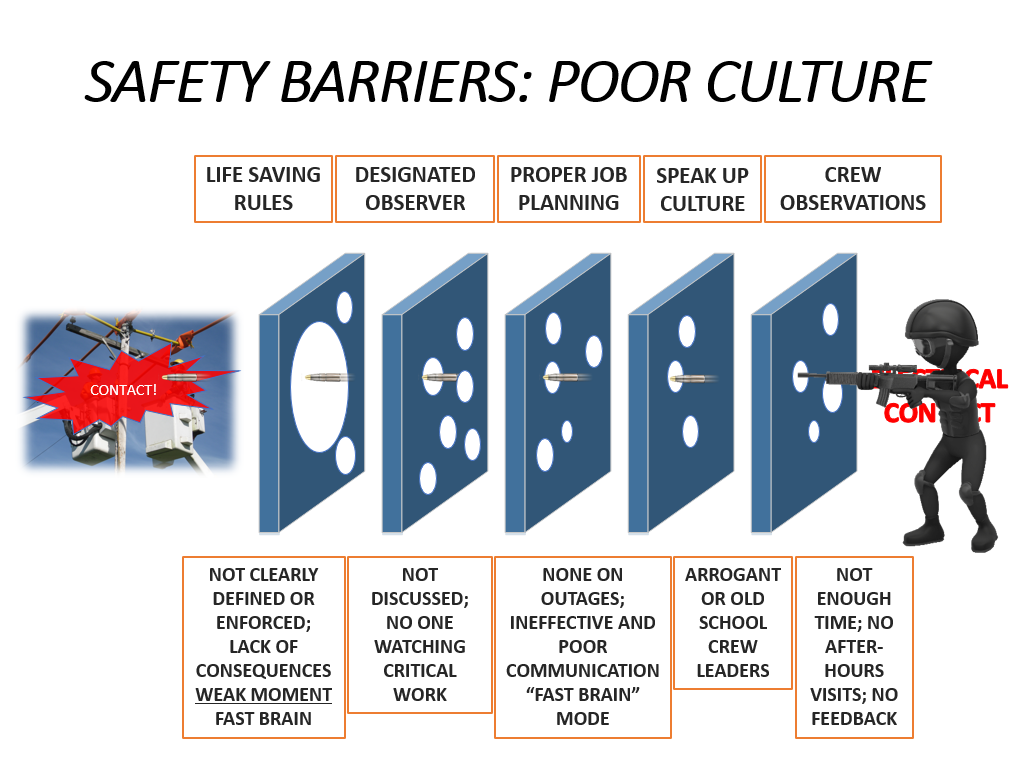 SAFETY BARRIERS: POOR CULTURE
LIFE SAVING
RULES
DESIGNATED
OBSERVER
PROPER JOB
PLANNING
SPEAK UP
CULTURE
CREW
OBSERVATIONS
CONTACT!
NOT CLEARLY
DEFINED OR
ENFORCED;
LACK OF
CONSEQUENCES
WEAK MOMENT
FAST BRAIN
NOT
DISCUSSED;
NO ONE
WATCHING
CRITICAL
WORK
NONE ON
OUTAGES;
INEFFECTIVE AND
POOR
COMMUNICATION
“FAST BRAIN”
MODE
ARROGANT
OR OLD
SCHOOL
CREW
LEADERS
NOT
ENOUGH
TIME; NO
AFTER-
HOURS
VISITS; NO
FEEDBACK